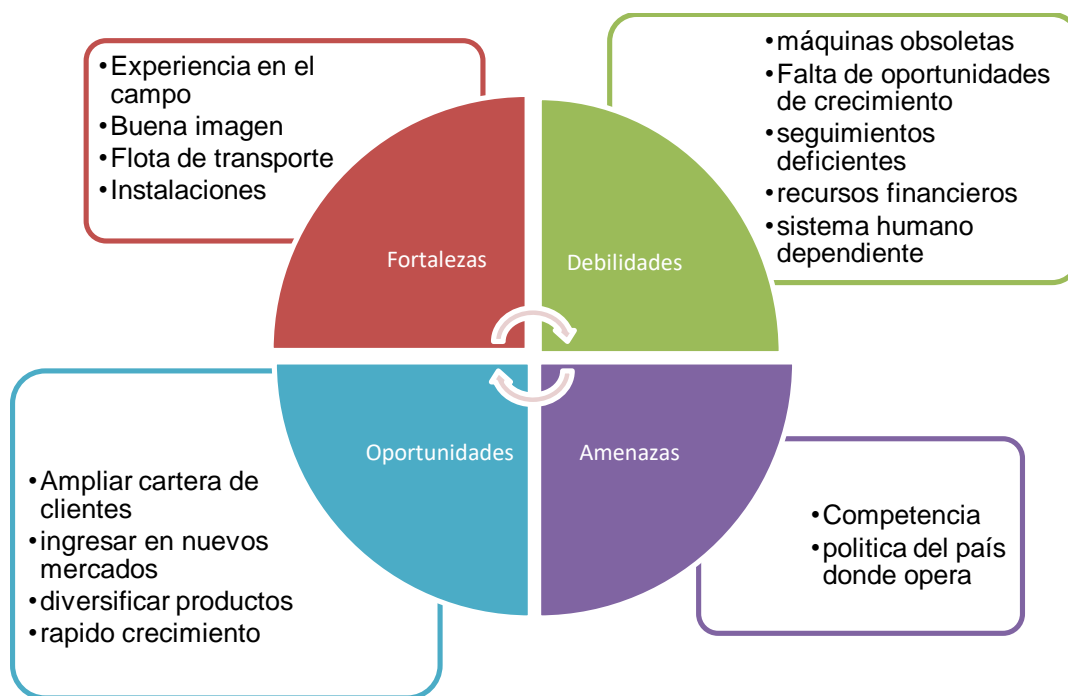 •Experiencia en el
campo
•Buena imagen
•Flota de transporte
•Instalaciones
•máquinas obsoletas
•Falta de oportunidades
de crecimiento
•seguimientos
deficientes
•recursos financieros
•sistema humano
dependiente
Fortalezas
Debilidades
Oportunidades
Amenazas
•Ampliar cartera de
clientes
•ingresar en nuevos
mercados
•diversificar productos
•rapido crecimiento
•Competencia
•politica del país
donde opera